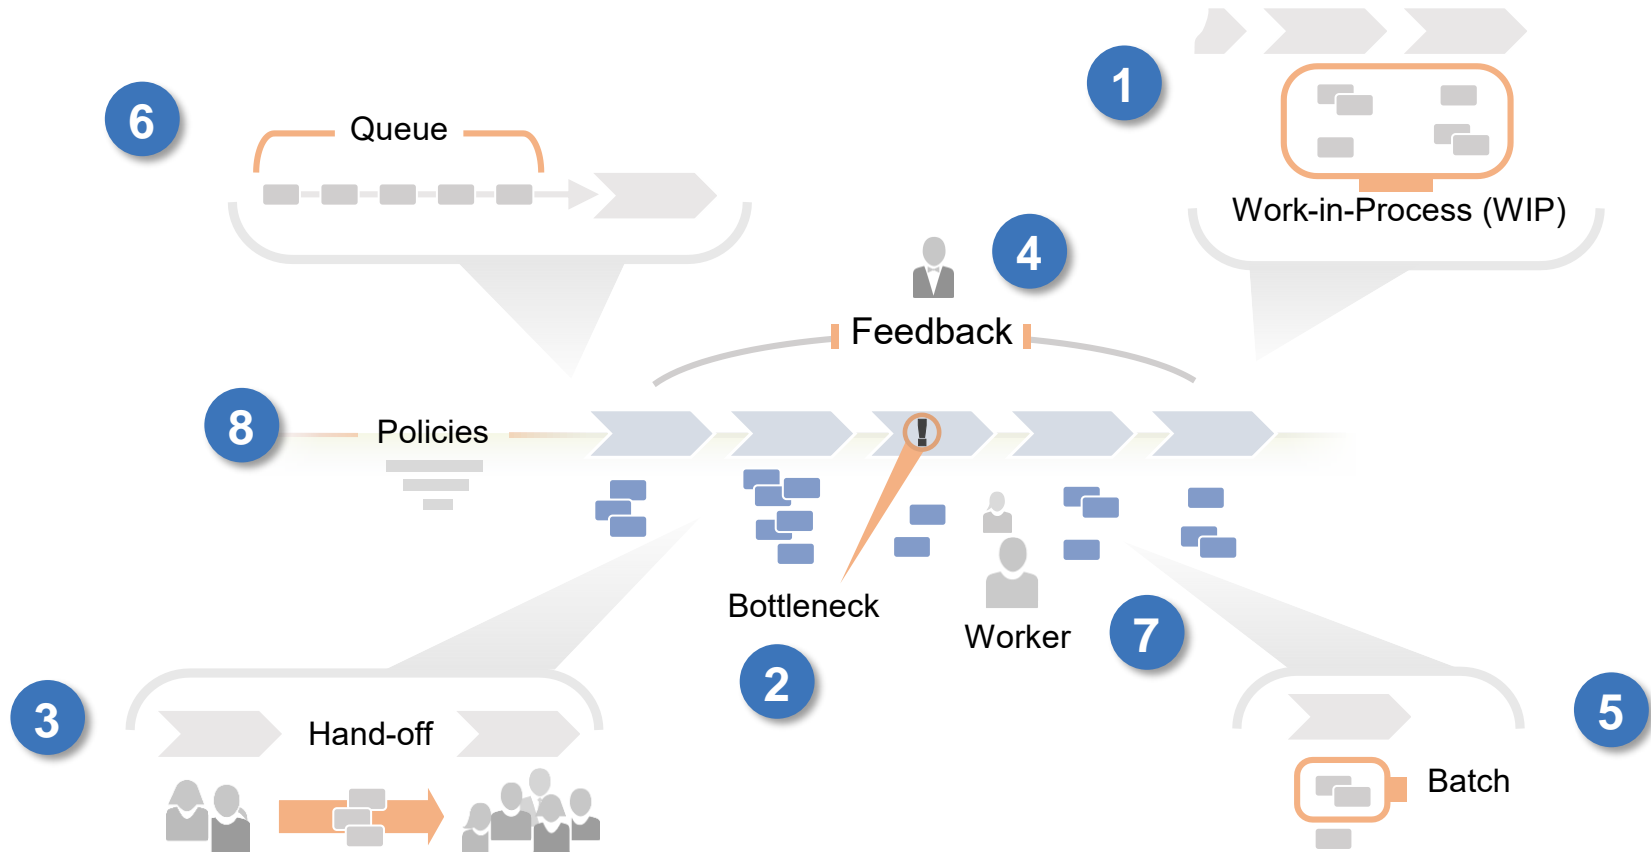 1
6
Queue
Work-in-Process (WIP)
4
Feedback
8
Policies
!
Bottleneck
Worker
7
2
3
Hand-off
5
Batch